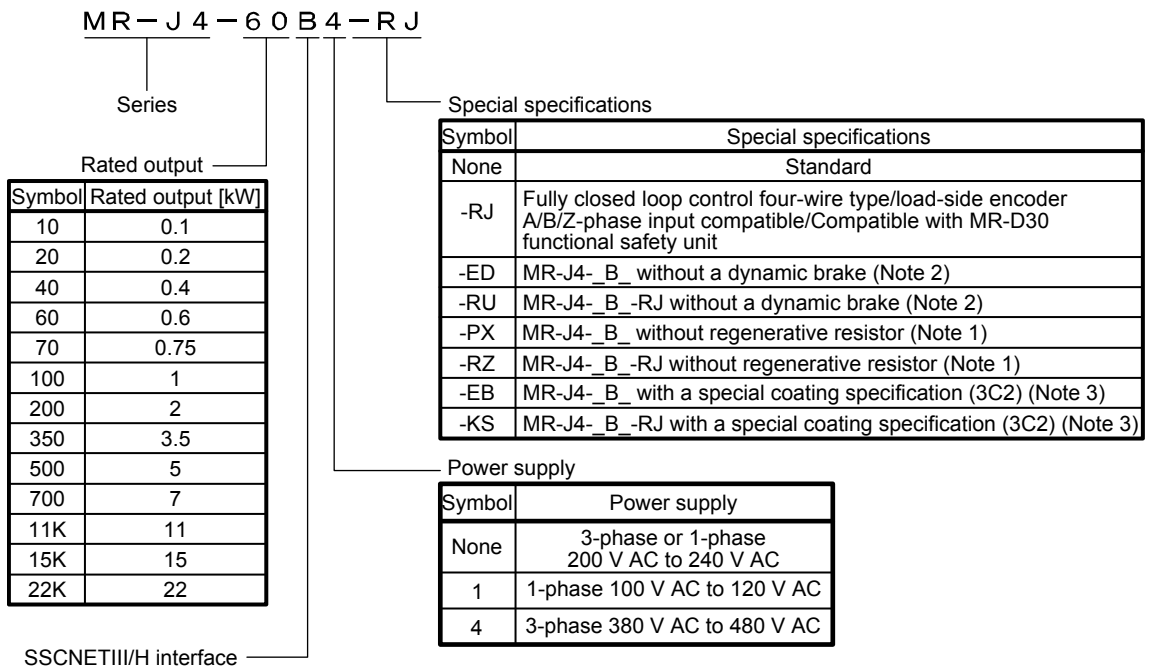 MR-J4-60B4-RJ
Series
Rated output
Symbol Rated output [kW]
10 0.1
20 0.2
40 0.4
60 0.6
70 0.75
100 1
200 2
350 3.5
500 5
700 7
11K 11
15K 15
22K 22
SSCNETIII/H interface
Special specifications
Symbol Special specifications
None Standard
-RJ Fully closed loop control four-wire type/load-side encoder
A/B/Z-phase input compatible/Compatible with MR-D30
functional safety unit
-ED MR-J4-_B_ without a dynamic brake (Note 2)
-RU MR-J4-_B_-RJ without a dynamic brake (Note 2)
-PX MR-J4-_B_ without regenerative resistor (Note 1)
-RZ MR-J4-_B_-RJ without regenerative resistor (Note 1)
-EB MR-J4-_B_ with a special coating specification (3C2) (Note 3)
-KS MR-J4-_B_-RJ with a special coating specification (3C2) (Note 3)
Power supply
Symbol Power supply
None 3-phase or 1-phase
200 V AC to 240 V AC
1 1-phase 100 V AC to 120 V AC
4 3-phase 380 V AC to 480 V AC